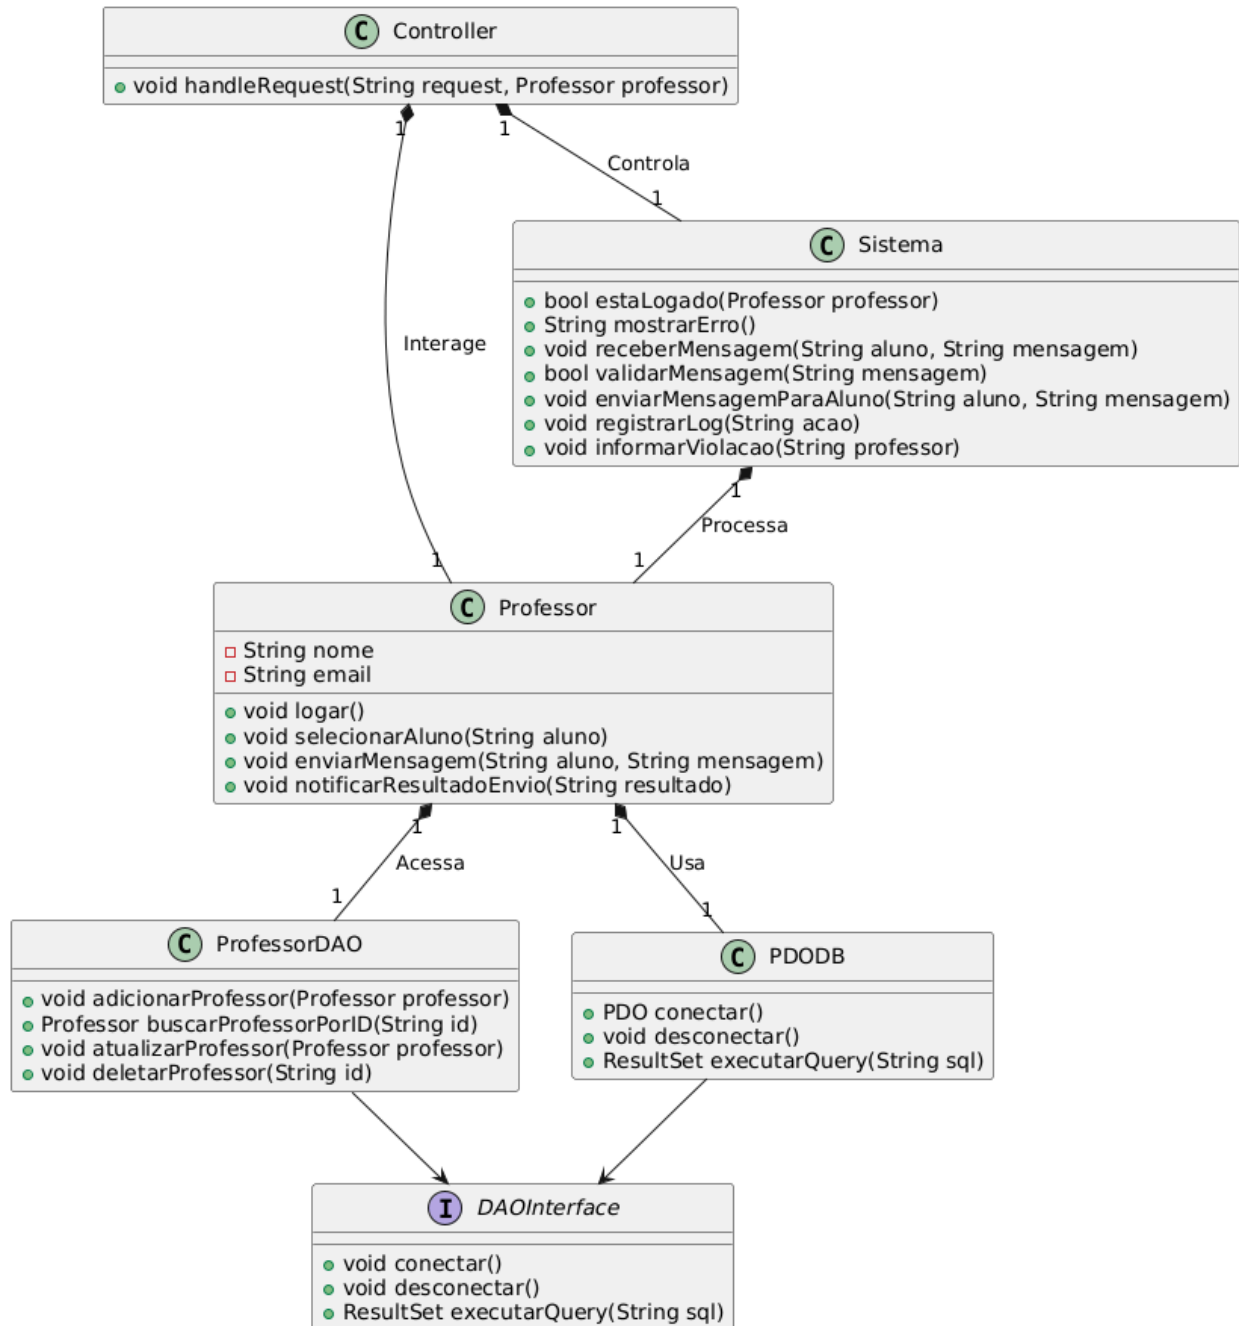 C Controller
void handleRequest(String request, Professor professor)
1
1
Controla
1
C Sistema
bool estaLogado(Professor professor)
String mostrarErro()
void receberMensagem(String aluno, String mensagem)
bool validarMensagem(String mensagem)
void enviarMensagemParaAluno(String aluno, String mensagem)
void registrarLog(String acao)
void informarViolacao(String professor)
Interage
1
Processa
1
1
C Professor
String nome
String email
void logar()
void selecionarAluno(String aluno)
void enviarMensagem(String aluno, String mensagem)
void notificarResultadoEnvio(String resultado)
1
1
Acessa
Usa
1
1
C ProfessorDAO
void adicionarProfessor(Professor professor)
Professor buscarProfessorPorID(String id)
void atualizarProfessor(Professor professor)
void deletarProfessor(String id)
C PDODB
PDO conectar()
void desconectar()
ResultSet executarQuery(String sql)
I DAOInterface
void conectar()
void desconectar()
ResultSet executarQuery(String sql)